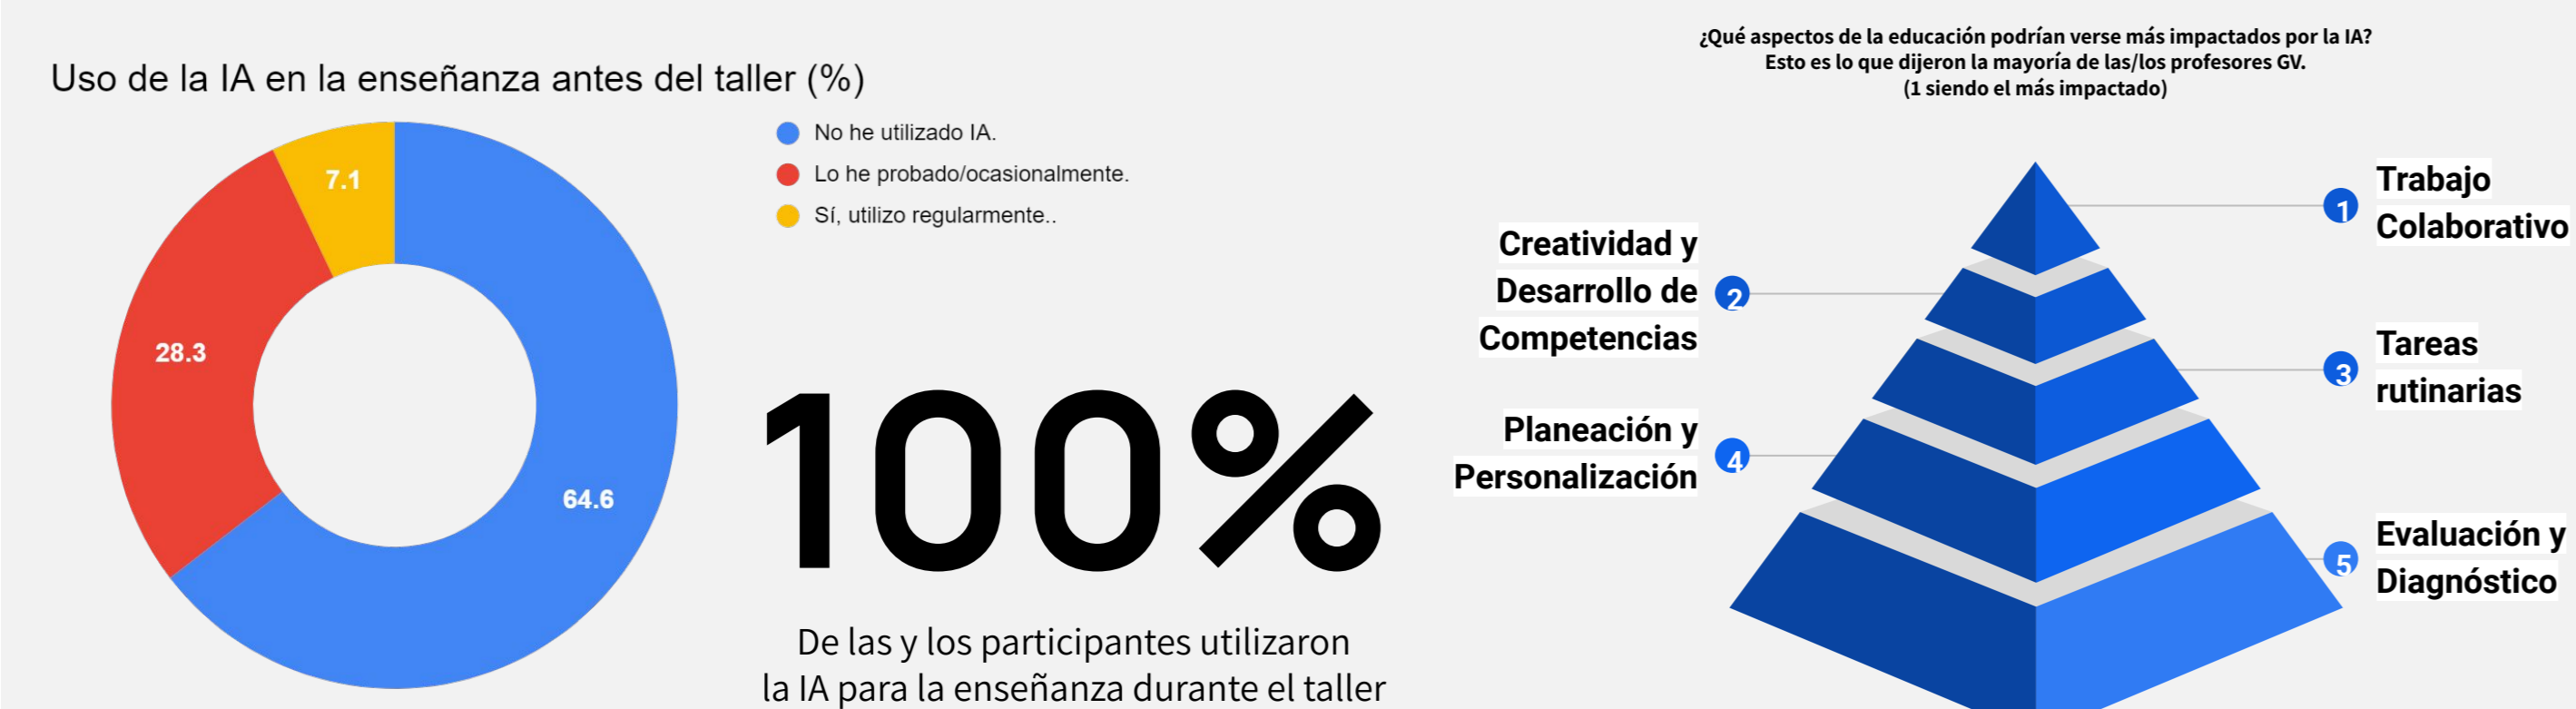 Uso de la IA en la enseñanza antes del taller (%)
No he utilizado IA.
Lo he probado/ocasionalmente.
Sí, utilizo regularmente..
7.1
28.3
64.6
100%
De las y los participantes utilizaron
la IA para la enseñanza durante el taller
¿Qué aspectos de la educación podrían verse más impactados por la IA?
Esto es lo que dijeron la mayoría de las/los profesores GV.
(1 siendo el más impactado)
1
Trabajo
Colaborativo
Creatividad y
Desarrollo de
Competencias
2
3
Tareas
rutinarias
Planeación y
Personalización
4
5
Evaluación y
Diagnóstico